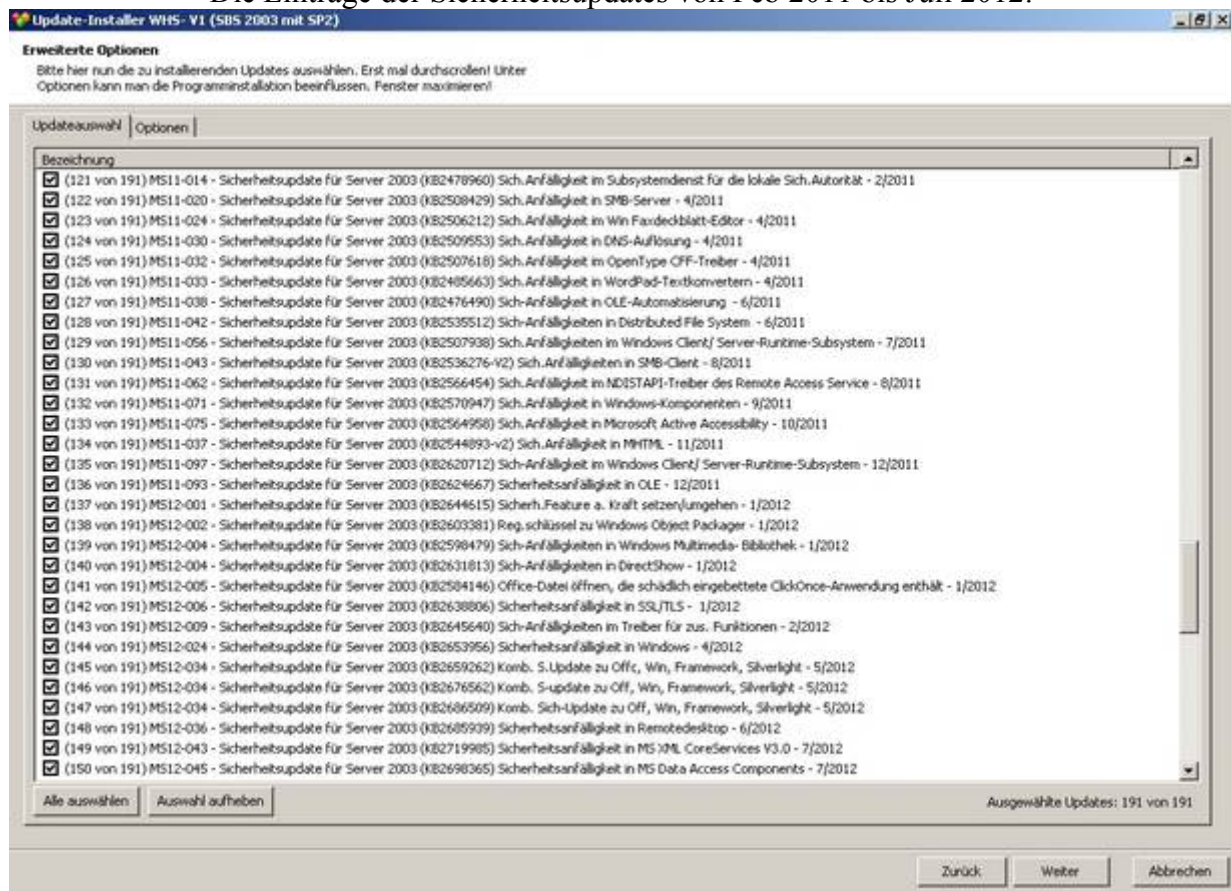 Die Einträge der Sicherheitsupdates von Feb 2011 bis Juli 2012.
Update-Installer WHS- V1 (SBS 2003 mit SP2)
Erweiterte Optionen
Bitte hier nun die zu installierenden Updates auswählen. Erst mal durchscrollen! Unter
Optionen kann man die Programminstallation beeinflussen. Fenster maximieren!
Updateauswahl Optionen
Bezeichnung
(121 von 191) MS11-014 - Sicherheitsupdate für Server 2003 (KB2478960) Sich.Anfälligkeit im Subsystemdienst für die lokale Sich.Autorität - 2/2011
(122 von 191) MS11-020 - Sicherheitsupdate für Server 2003 (KB2508429) Sich.Anfälligkeit in SMB-Server - 4/2011
(123 von 191) MS11-024 - Sicherheitsupdate für Server 2003 (KB2506212) Sich.Anfälligkeit im Win Faxdeckblatt-Editor - 4/2011
(124 von 191) MS11-030 - Sicherheitsupdate für Server 2003 (KB2509553) Sich.Anfälligkeit in DNS-Auflösung - 4/2011
(125 von 191) MS11-032 - Sicherheitsupdate für Server 2003 (KB2507618) Sich.Anfälligkeit im OpenType CFF-Treiber - 4/2011
(126 von 191) MS11-033 - Sicherheitsupdate für Server 2003 (KB2485663) Sich.Anfälligkeit in WordPad-Textkonvertern - 4/2011
(127 von 191) MS11-038 - Sicherheitsupdate für Server 2003 (KB2476490) Sich-Anfälligkeit in OLE-Automatisierung - 6/2011
(128 von 191) MS11-042 - Sicherheitsupdate für Server 2003 (KB2535512) Sich-Anfälligkeiten in Distributed File System - 6/2011
(129 von 191) MS11-056 - Sicherheitsupdate für Server 2003 (KB2507938) Sich.Anfälligkeiten im Windows Client/ Server-Runtime-Subsystem - 7/2011
(130 von 191) MS11-043 - Sicherheitsupdate für Server 2003 (KB2536276-V2) Sich.Anfälligkeiten in SMB-Client - 8/2011
(131 von 191) MS11-062 - Sicherheitsupdate für Server 2003 (KB2566454) Sich.Anfälligkeit im NDISTAPI-Treiber des Remote Access Service - 8/2011
(132 von 191) MS11-071 - Sicherheitsupdate für Server 2003 (KB2570947) Sich.Anfälligkeit in Windows-Komponenten - 9/2011
(133 von 191) MS11-075 - Sicherheitsupdate für Server 2003 (KB2564958) Sich.Anfälligkeit in Microsoft Active Accessibility - 10/2011
(134 von 191) MS11-037 - Sicherheitsupdate für Server 2003 (KB2544893-v2) Sich.Anfälligkeit in MHTML - 11/2011
(135 von 191) MS11-097 - Sicherheitsupdate für Server 2003 (KB2620712) Sich-Anfälligkeit im Windows Client/ Server-Runtime-Subsystem - 12/2011
(136 von 191) MS11-093 - Sicherheitsupdate für Server 2003 (KB2624667) Sicherheitsanfälligkeit in OLE - 12/2011
(137 von 191) MS12-001 - Sicherheitsupdate für Server 2003 (KB2644615) Sicherh.Feature a. Kraft setzen/umgehen - 1/2012
(138 von 191) MS12-002 - Sicherheitsupdate für Server 2003 (KB2603381) Reg.schlüssel zu Windows Object Packager - 1/2012
(139 von 191) MS12-004 - Sicherheitsupdate für Server 2003 (KB2598479) Sich-Anfälligkeiten in Windows Multimedia- Bibliothek - 1/2012
(140 von 191) MS12-004 - Sicherheitsupdate für Server 2003 (KB2631813) Sich-Anfälligkeiten in DirectShow - 1/2012
(141 von 191) MS12-005 - Sicherheitsupdate für Server 2003 (KB2584146) Office-Datei öffnen, die schädlich eingebettete ClickOnce-Anwendung enthält - 1/2012
(142 von 191) MS12-006 - Sicherheitsupdate für Server 2003 (KB2638806) Sicherheitsanfälligkeit in SSL/TLS - 1/2012
(143 von 191) MS12-009 - Sicherheitsupdate für Server 2003 (KB2645640) Sich-Anfälligkeiten im Treiber für zus. Funktionen - 2/2012
(144 von 191) MS12-024 - Sicherheitsupdate für Server 2003 (KB2653956) Sicherheitsanfälligkeit in Windows - 4/2012
(145 von 191) MS12-034 - Sicherheitsupdate für Server 2003 (KB2659262) Komb. S.Update zu Offc, Win, Framework, Silverlight - 5/2012
(146 von 191) MS12-034 - Sicherheitsupdate für Server 2003 (KB2676562) Komb. S-update zu Off, Win, Framework, Silverlight - 5/2012
(147 von 191) MS12-034 - Sicherheitsupdate für Server 2003 (KB2686509) Komb. Sich-Update zu Off, Win, Framework, Silverlight - 5/2012
(148 von 191) MS12-036 - Sicherheitsupdate für Server 2003 (KB2685939) Sicherheitsanfälligkeit in Remotedesktop - 6/2012
(149 von 191) MS12-043 - Sicherheitsupdate für Server 2003 (KB2719985) Sicherheitsanfälligkeit in MS XML CoreServices V3.0 - 7/2012
(150 von 191) MS12-045 - Sicherheitsupdate für Server 2003 (KB2698365) Sicherheitsanfälligkeit in MS Data Access Components - 7/2012
Alle auswählen Auswahl aufheben Ausgewählte Updates: 191 von 191
Zurück Weiter Abbrechen